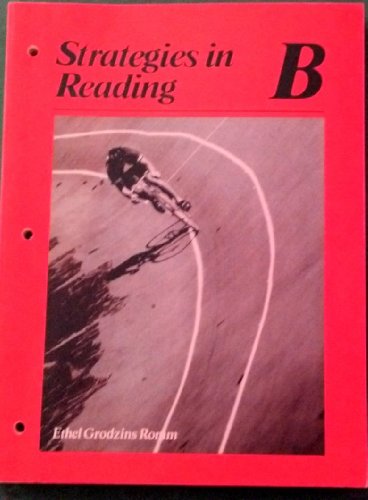 Strategies in
Reading
B
Ethel Grodzins Romm